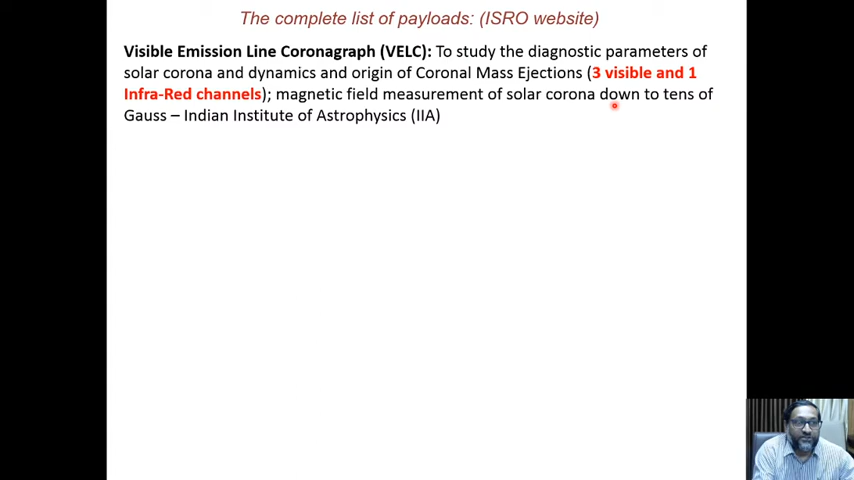 The complete list of payloads: (ISRO website)
Visible Emission Line Coronagraph (VELC): To study the diagnostic parameters of
solar corona and dynamics and origin of Coronal Mass Ejections (3 visible and 1
Infra-Red channels); magnetic field measurement of solar corona down to tens of
Gauss – Indian Institute of Astrophysics (IIA)